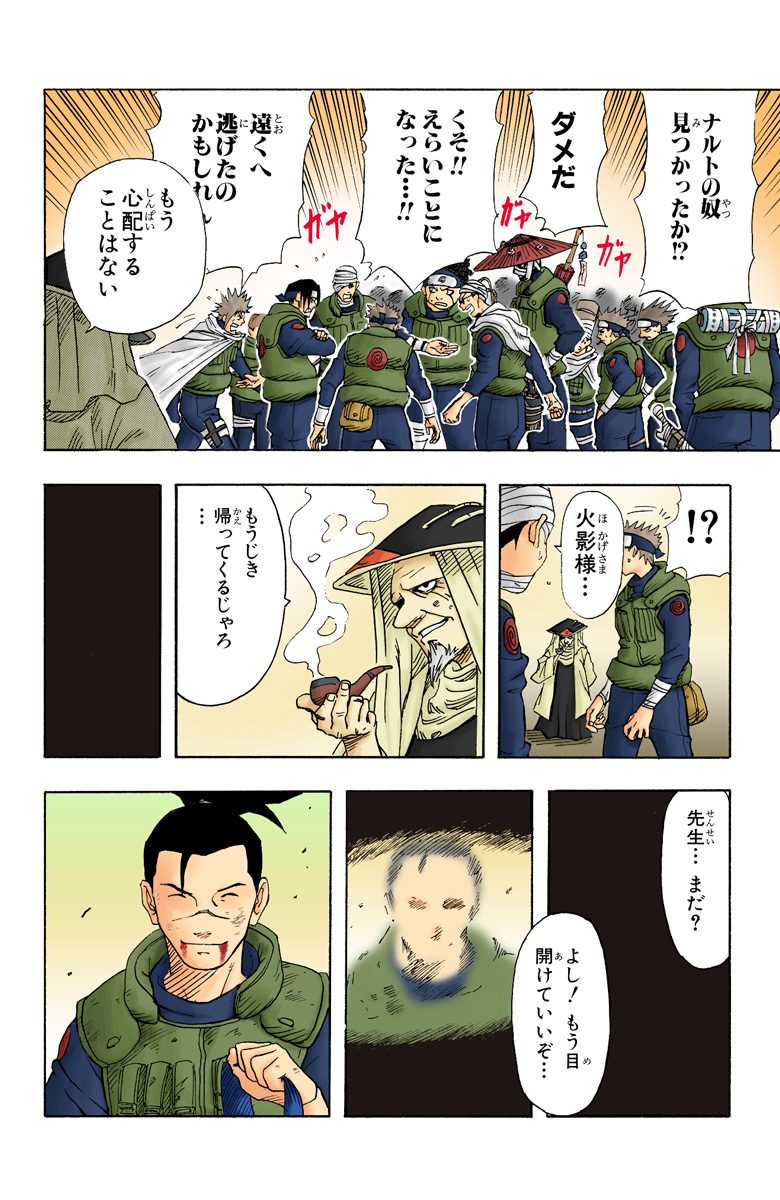 ナルトの奴
見つかったか!?
ダメだ
くそ!!
えらいことに
なった…!!
遠くへ
逃げたの
かもしれ
ガヤ
ガヤ
ガヤ
もう
心配する
ことはない
!?
火影様…
もうじき
帰ってくるじゃろ
…
先生… まだ?
よし! もう目
開けていいぞ…